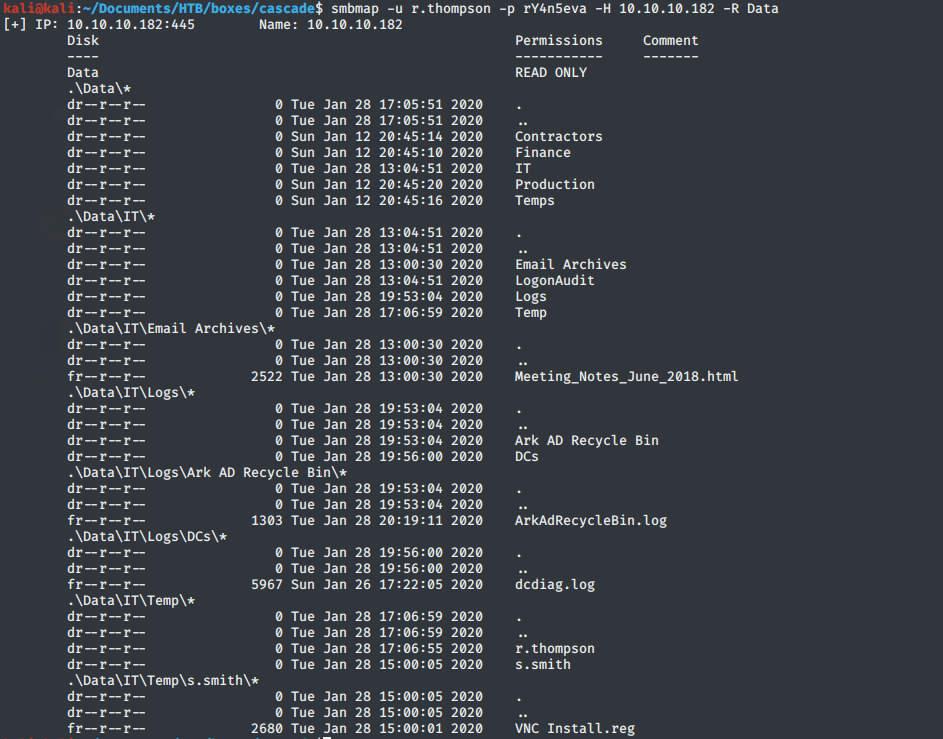 kali@kali:~/Documents/HTB/boxes/cascade$ smbmap -u r.thompson -p rY4n5eva -H 10.10.10.182 -R Data
[+] IP: 10.10.10.182:445 Name: 10.10.10.182
Disk Permissions Comment
---- ----------- -------
Data READ ONLY
.\Data\*
dr--r--r-- 0 Tue Jan 28 17:05:51 2020 .
dr--r--r-- 0 Tue Jan 28 17:05:51 2020 ..
dr--r--r-- 0 Sun Jan 12 20:45:14 2020 Contractors
dr--r--r-- 0 Sun Jan 12 20:45:10 2020 Finance
dr--r--r-- 0 Tue Jan 28 13:04:51 2020 IT
dr--r--r-- 0 Sun Jan 12 20:45:20 2020 Production
dr--r--r-- 0 Sun Jan 12 20:45:16 2020 Temps
.\Data\IT\*
dr--r--r-- 0 Tue Jan 28 13:04:51 2020 .
dr--r--r-- 0 Tue Jan 28 13:04:51 2020 ..
dr--r--r-- 0 Tue Jan 28 13:00:30 2020 Email Archives
dr--r--r-- 0 Tue Jan 28 13:04:51 2020 LogonAudit
dr--r--r-- 0 Tue Jan 28 19:53:04 2020 Logs
dr--r--r-- 0 Tue Jan 28 17:06:59 2020 Temp
.\Data\IT\Email Archives\*
dr--r--r-- 0 Tue Jan 28 13:00:30 2020 .
dr--r--r-- 0 Tue Jan 28 13:00:30 2020 ..
fr--r--r-- 2522 Tue Jan 28 13:00:30 2020 Meeting_Notes_June_2018.html
.\Data\IT\Logs\*
dr--r--r-- 0 Tue Jan 28 19:53:04 2020 .
dr--r--r-- 0 Tue Jan 28 19:53:04 2020 ..
dr--r--r-- 0 Tue Jan 28 19:53:04 2020 Ark AD Recycle Bin
dr--r--r-- 0 Tue Jan 28 19:56:00 2020 DCs
.\Data\IT\Logs\Ark AD Recycle Bin\*
dr--r--r-- 0 Tue Jan 28 19:53:04 2020 .
dr--r--r-- 0 Tue Jan 28 19:53:04 2020 ..
fr--r--r-- 1303 Tue Jan 28 20:19:11 2020 ArkAdRecycleBin.log
.\Data\IT\Logs\DCs\*
dr--r--r-- 0 Tue Jan 28 19:56:00 2020 .
dr--r--r-- 0 Tue Jan 28 19:56:00 2020 ..
fr--r--r-- 5967 Sun Jan 26 17:22:05 2020 dcdiag.log
.\Data\IT\Temp\*
dr--r--r-- 0 Tue Jan 28 17:06:59 2020 .
dr--r--r-- 0 Tue Jan 28 17:06:59 2020 ..
dr--r--r-- 0 Tue Jan 28 17:06:55 2020 r.thompson
dr--r--r-- 0 Tue Jan 28 15:00:05 2020 s.smith
.\Data\IT\Temp\s.smith\*
dr--r--r-- 0 Tue Jan 28 15:00:05 2020 .
dr--r--r-- 0 Tue Jan 28 15:00:05 2020 ..
fr--r--r-- 2680 Tue Jan 28 15:00:01 2020 VNC Install.reg